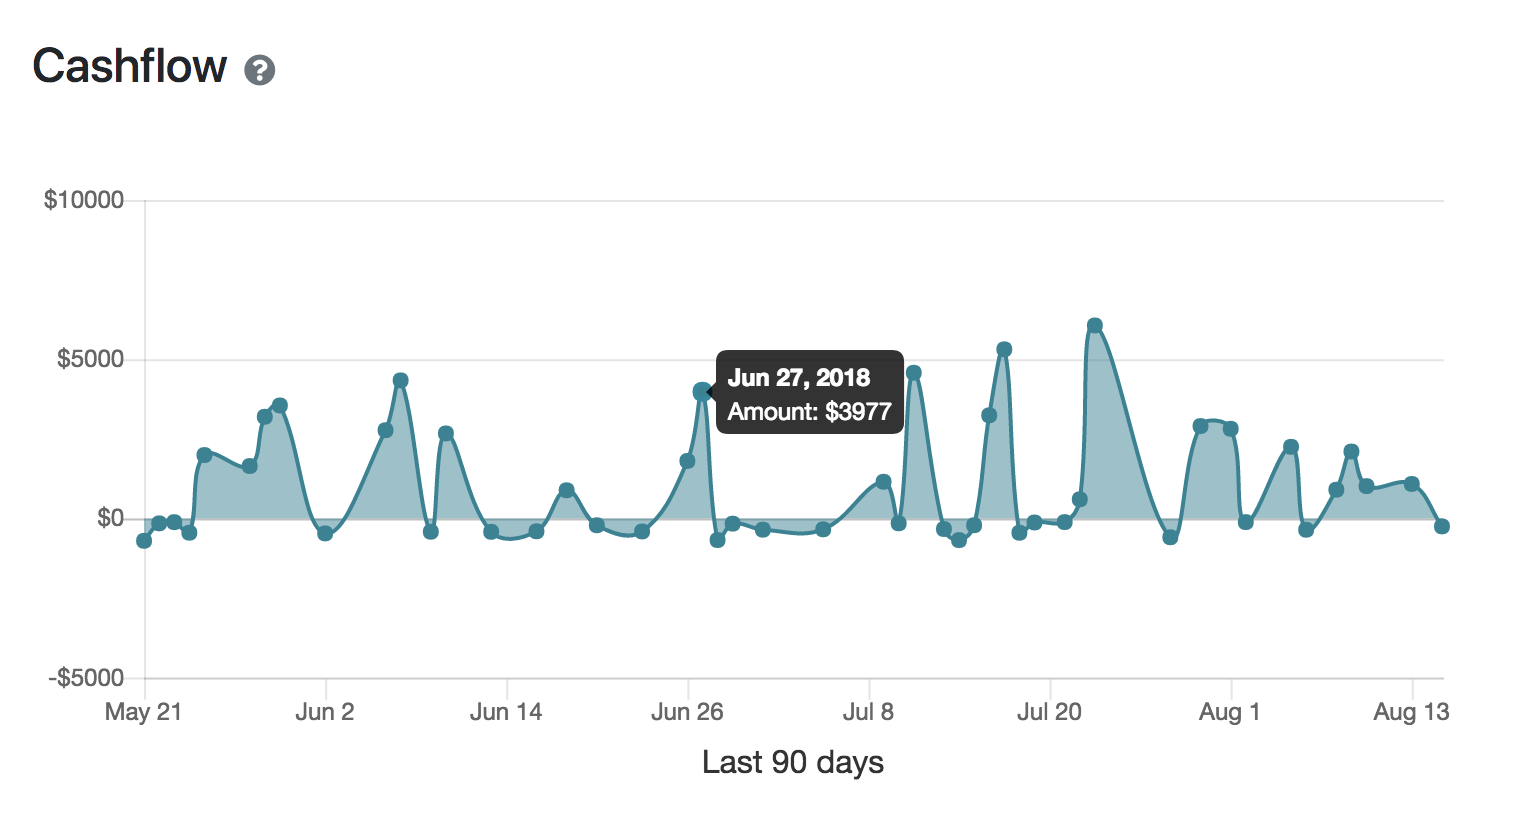 Cashflow ?
$10000
$5000
Jun 27, 2018
Amount: $3977
$0
-$5000
May 21 Jun 2 Jun 14 Jun 26 Jul 8 Jul 20 Aug 1 Aug 13
Last 90 days